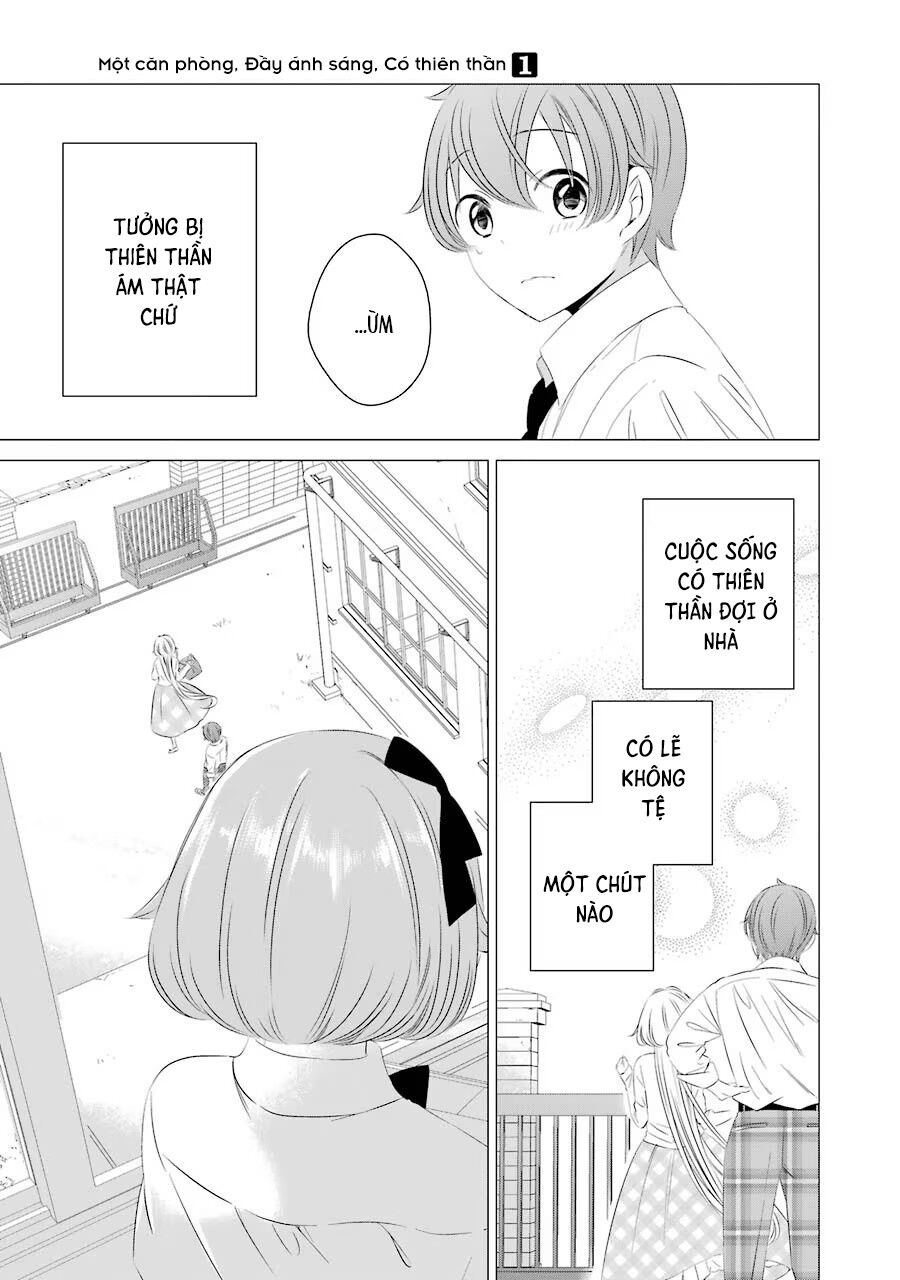 Một căn phòng, Đầy ánh sáng, Có thiên thần 1
...ỪM
TƯỞNG BỊ
THIÊN THẦN
ÁM THẬT
CHỨ
CUỘC SỐNG
CÓ THIÊN
THẦN ĐỢI Ở
NHÀ
CÓ LẼ
KHÔNG
TỆ
MỘT CHÚT
NÀO